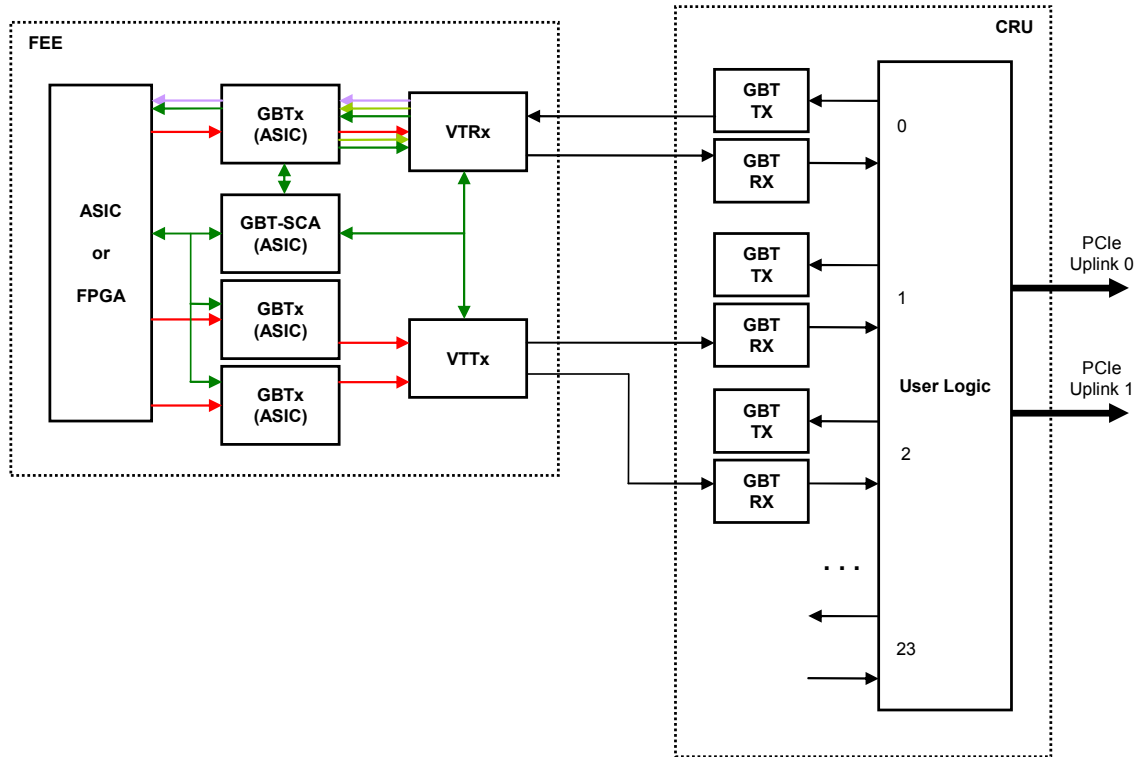 FEE
ASIC
or
FPGA
GBTx
(ASIC)
GBT-SCA
(ASIC)
GBTx
(ASIC)
GBTx
(ASIC)
VTRx
VTTx
CRU
GBT
TX
GBT
RX
GBT
TX
GBT
RX
GBT
TX
GBT
RX
. . .
0
1
User Logic
2
23
PCIe
Uplink 0
PCIe
Uplink 1